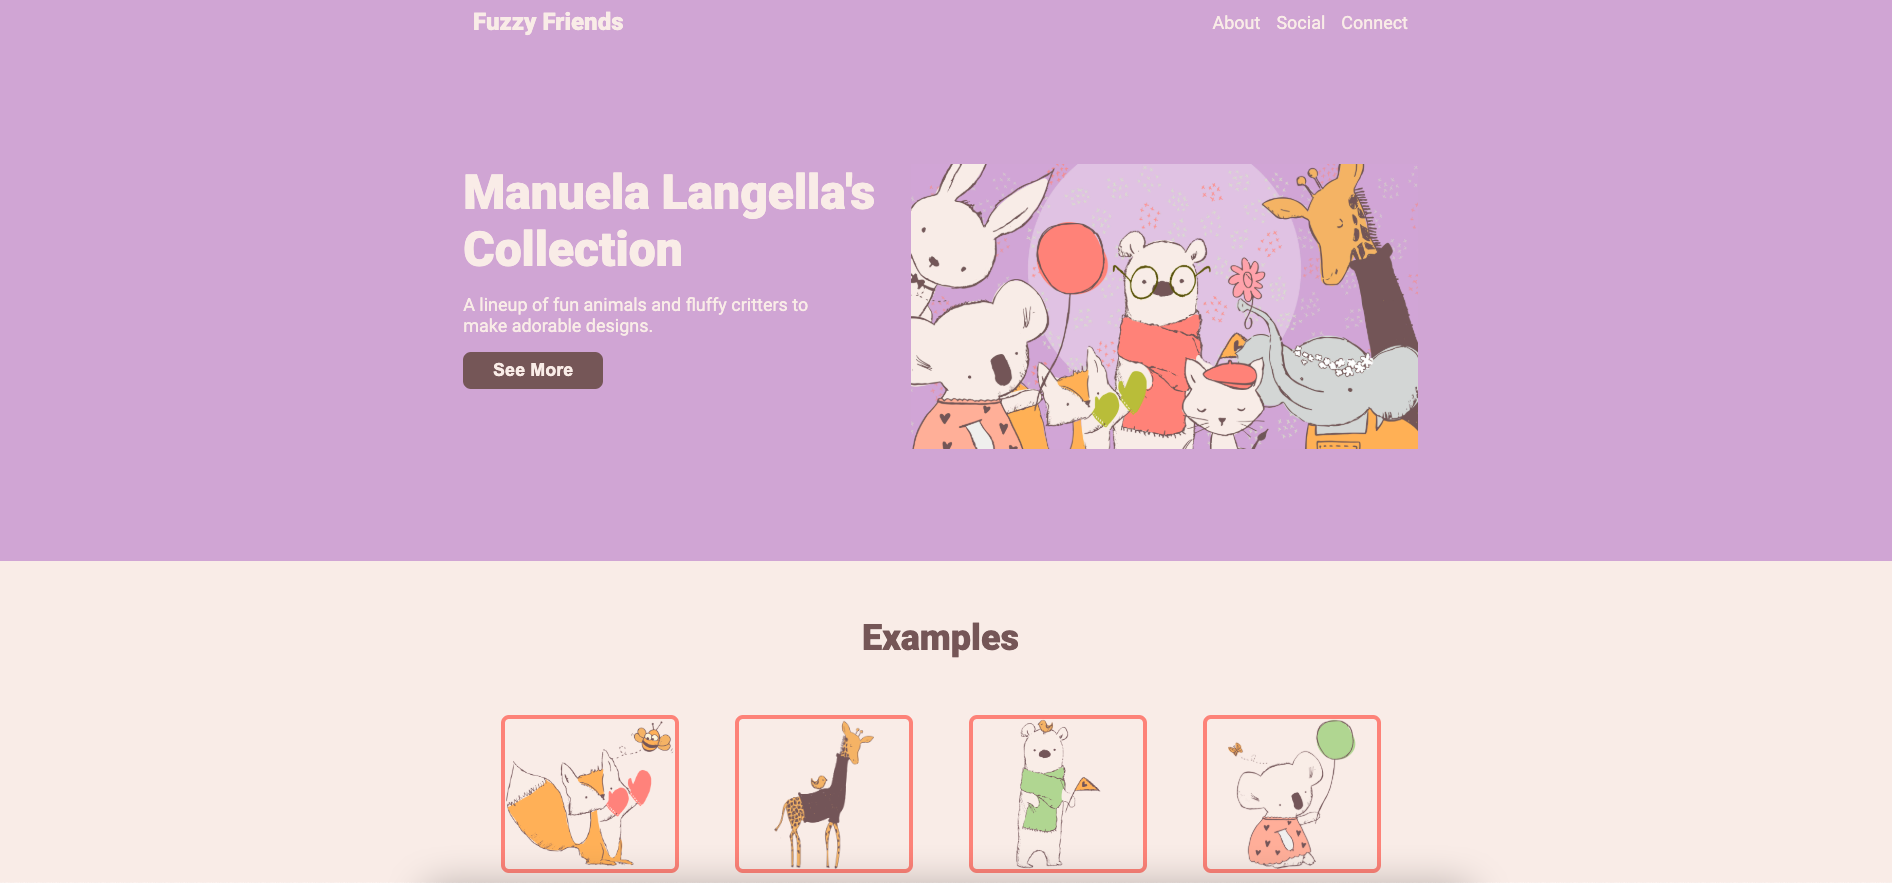 Fuzzy Friends
About Social Connect
Manuela Langella's
Collection
A lineup of fun animals and fluffy critters to
make adorable designs.
See More
Examples